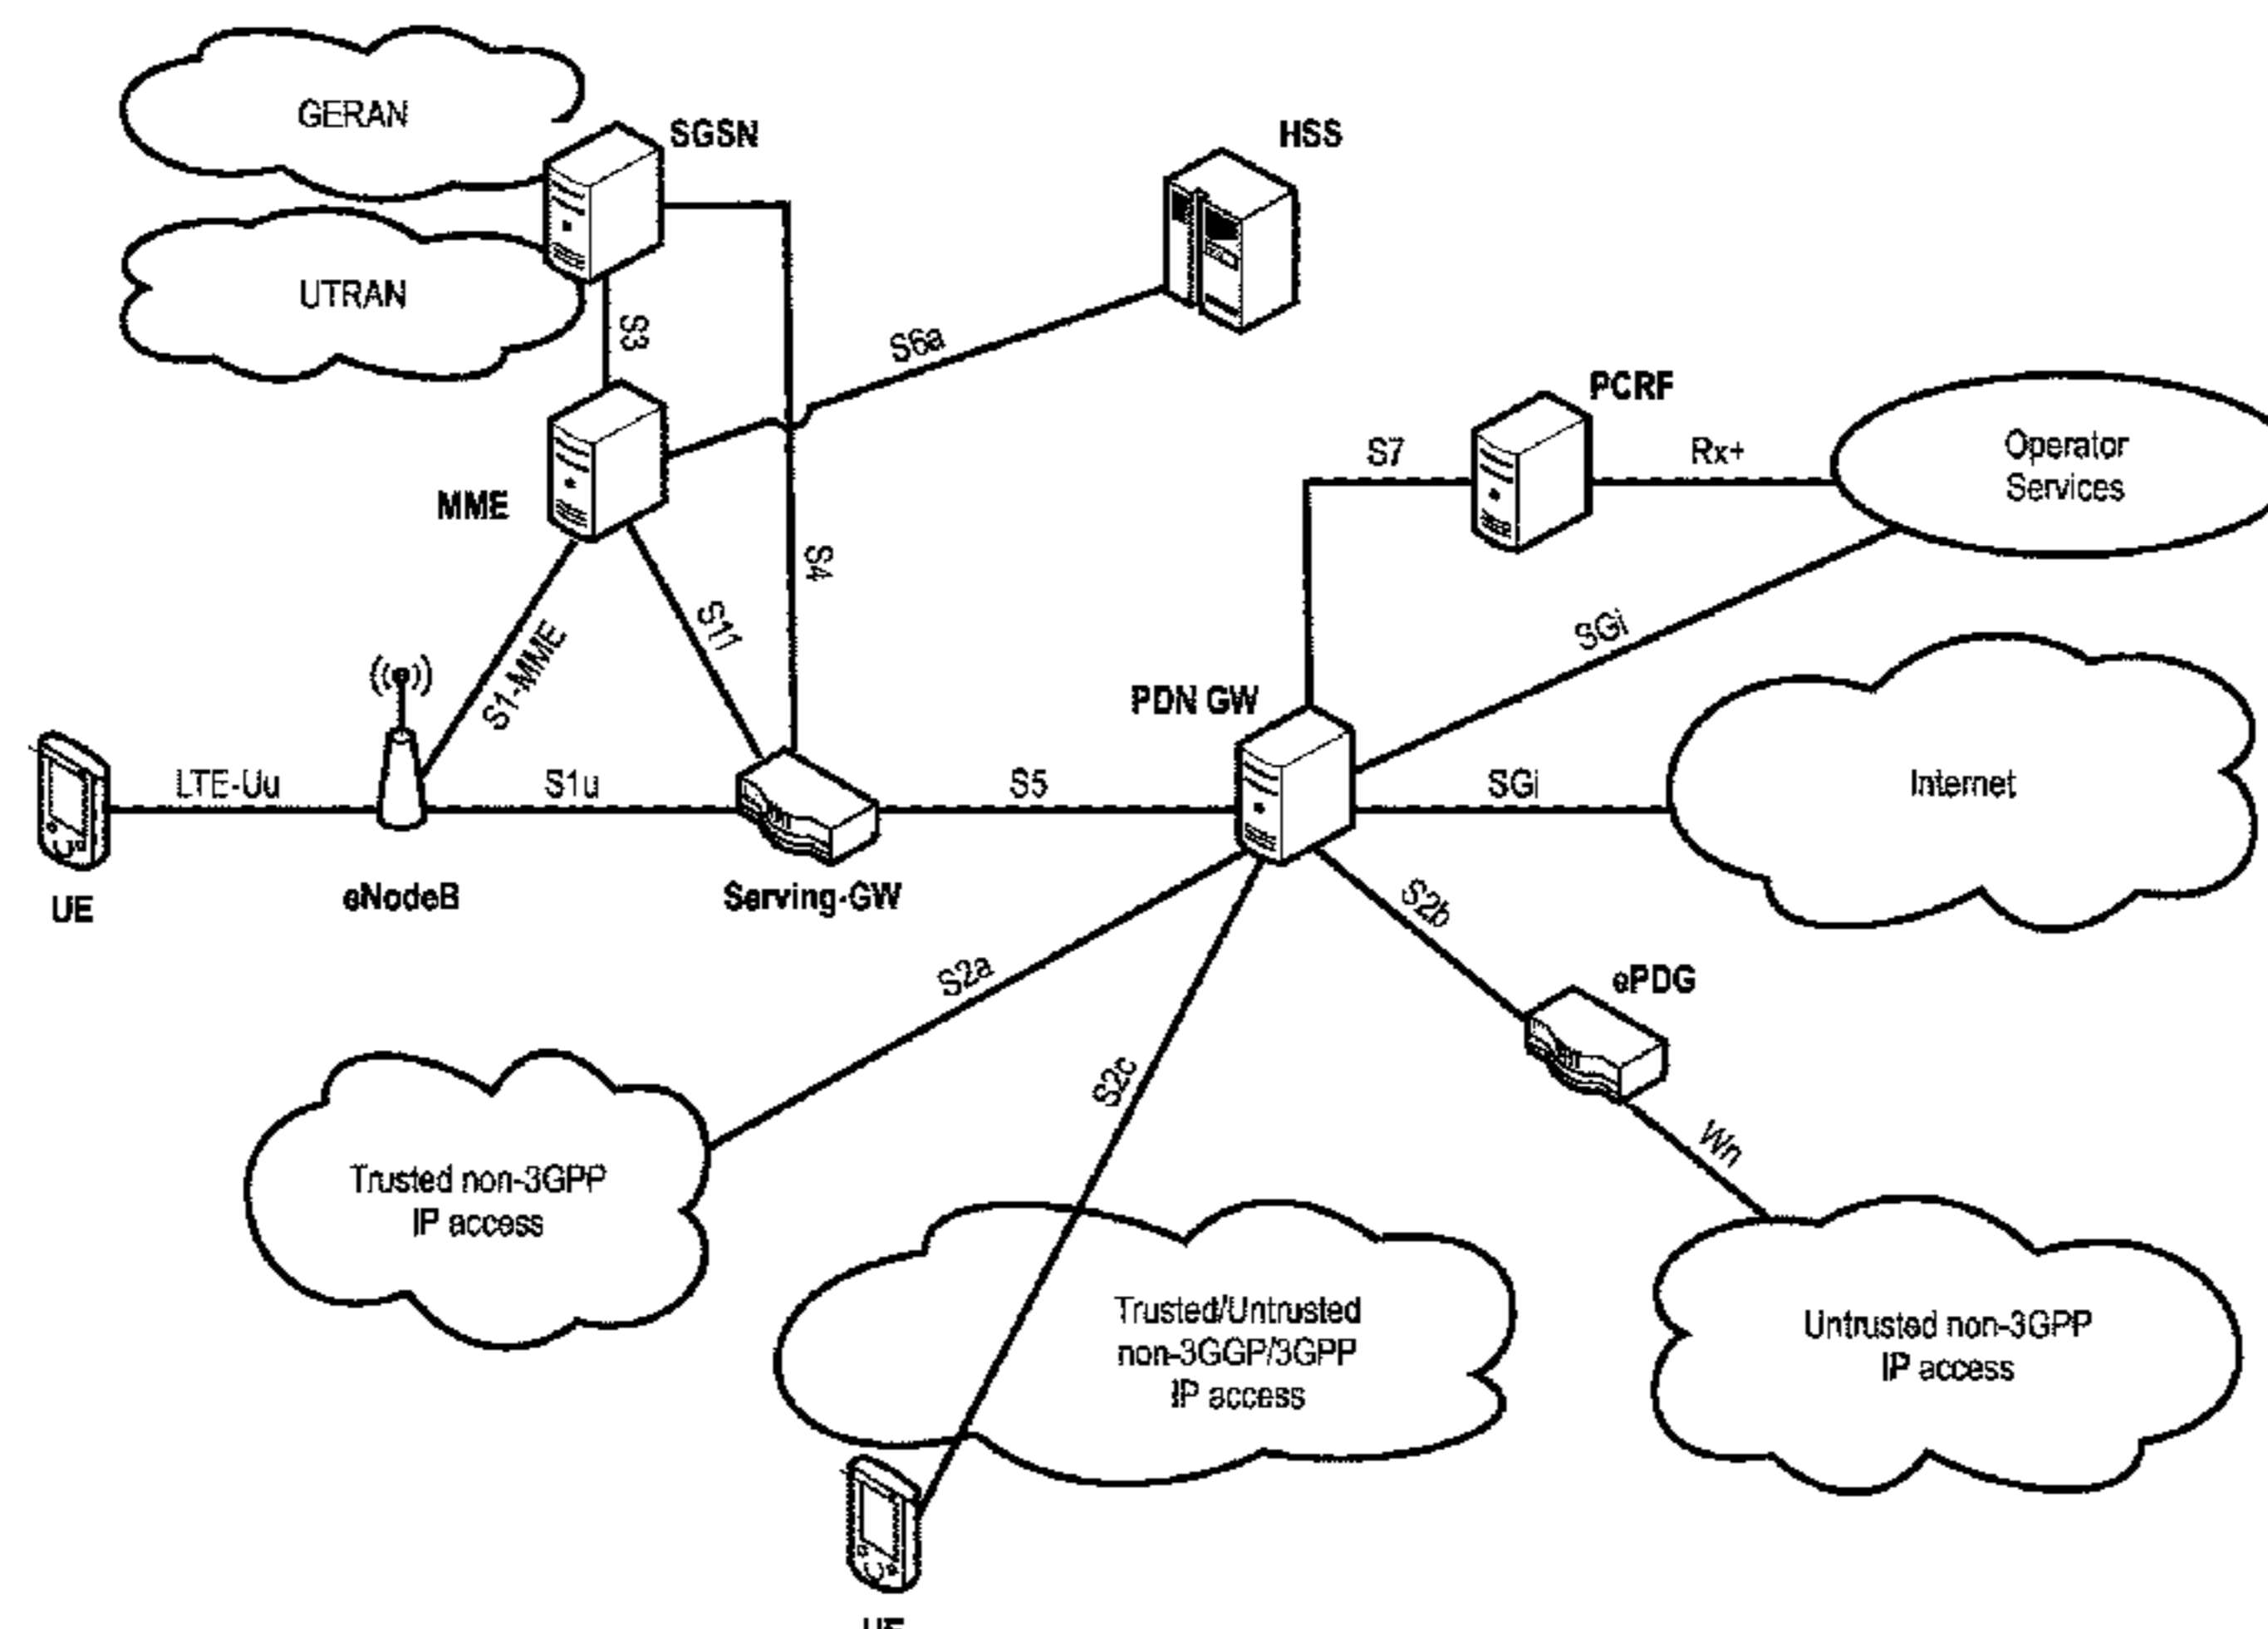 GERAN
SGSN
HSS
UTRAN
S3
S6a
PCRF
S7
Rx+
Operator
Services
MME
S4
S11
S1-MME
SGi
PDN GW
LTE-Uu
S1u
S5
SGi
Internet
UE
eNodeB
Serving-GW
S2b
S2a
ePDG
S2c
Wn
Trusted non-3GPP
IP access
Trusted/Untrusted
non-3GGP/3GPP
IP access
Untrusted non-3GPP
IP access
UE